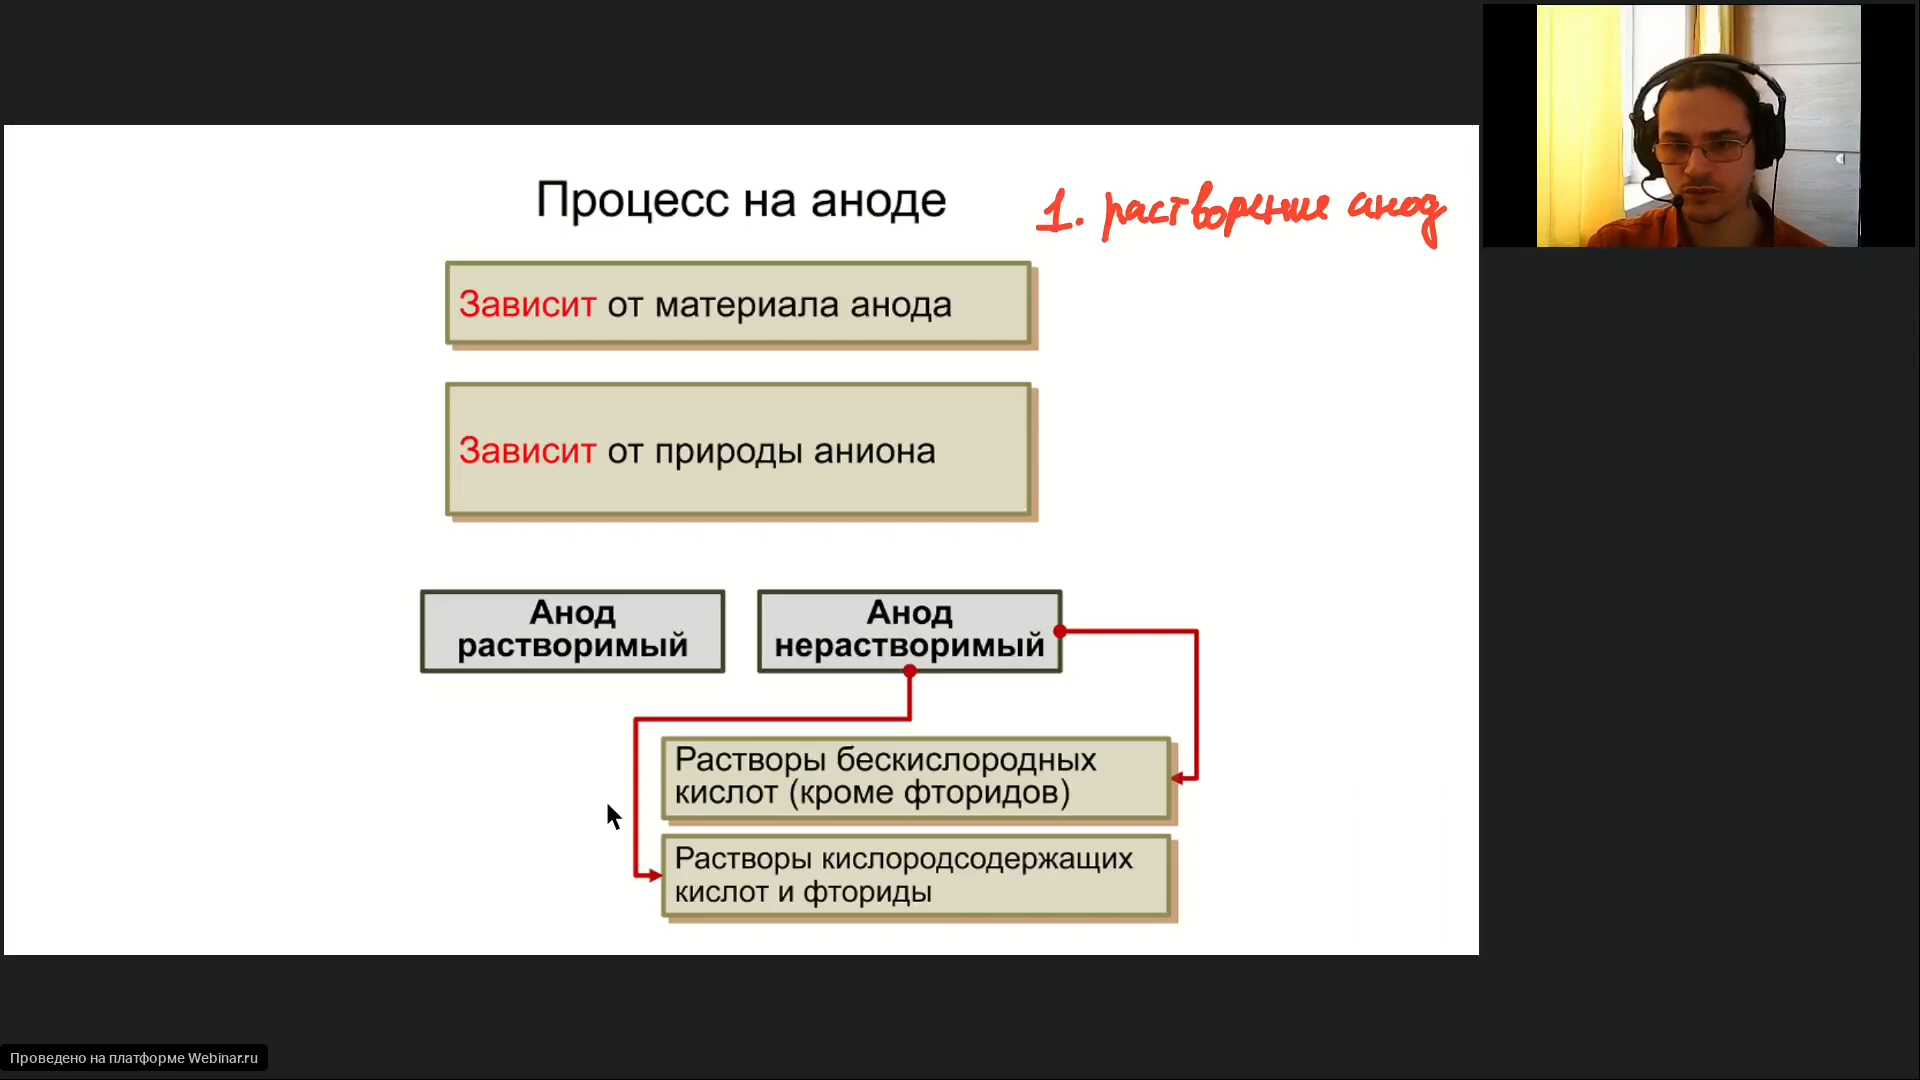 Процесс на аноде
1. растворение анод
Зависит от материала анода
Зависит от природы аниона
Анод
растворимый
Анод
нерастворимый
Растворы бескислородных
кислот (кроме фторидов)
Растворы кислородсодержащих
кислот и фториды
Проведено на платформе Webinar.ru